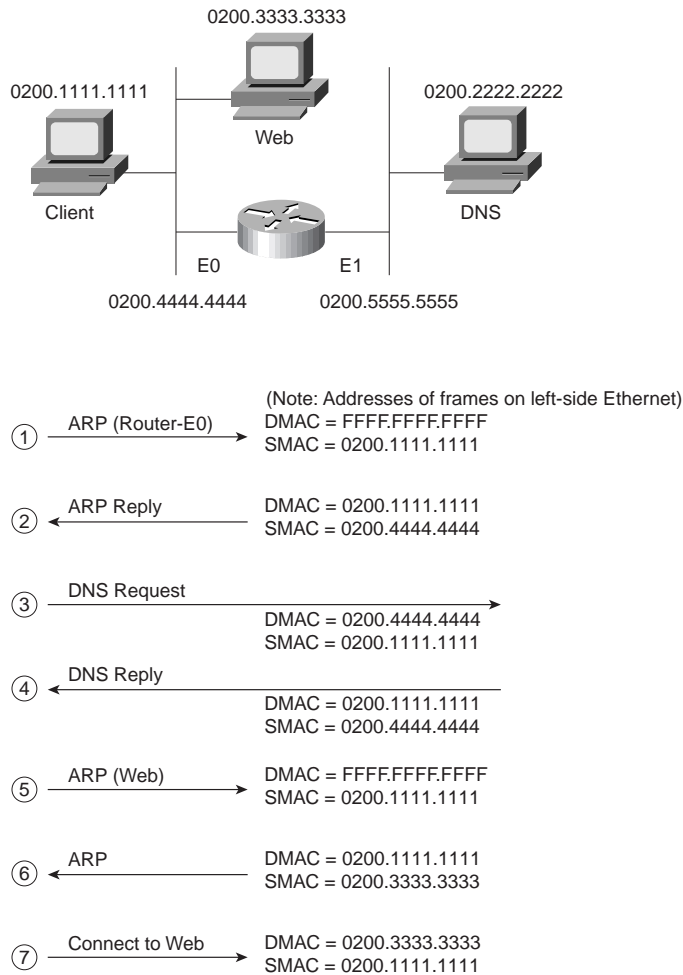 0200.3333.3333
0200.1111.1111
0200.2222.2222
Web
Client
DNS
E0
E1
0200.4444.4444
0200.5555.5555
(Note: Addresses of frames on left-side Ethernet)
1
ARP (Router-E0)
DMAC = FFFF.FFFF.FFFF
SMAC = 0200.1111.1111
2
ARP Reply
DMAC = 0200.1111.1111
SMAC = 0200.4444.4444
3
DNS Request
DMAC = 0200.4444.4444
SMAC = 0200.1111.1111
4
DNS Reply
DMAC = 0200.1111.1111
SMAC = 0200.4444.4444
5
ARP (Web)
DMAC = FFFF.FFFF.FFFF
SMAC = 0200.1111.1111
6
ARP
DMAC = 0200.1111.1111
SMAC = 0200.3333.3333
7
Connect to Web
DMAC = 0200.3333.3333
SMAC = 0200.1111.1111